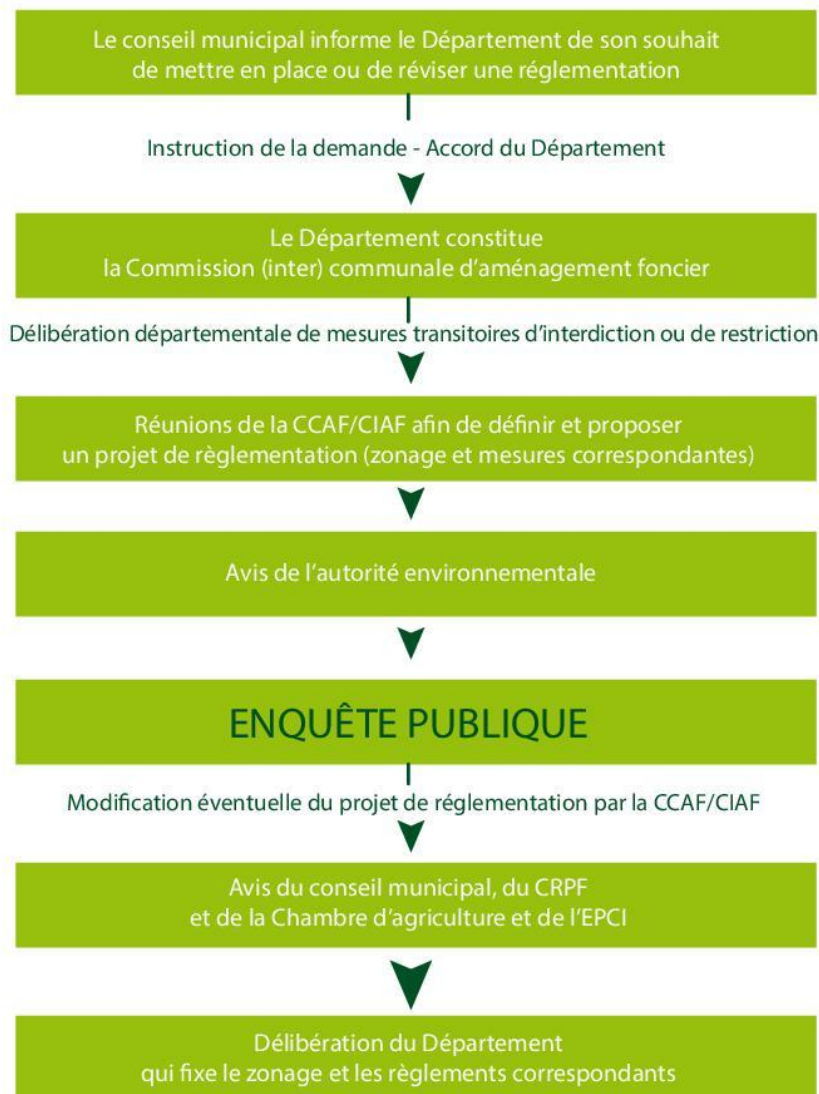 Le conseil municipal informe le Département de son souhait
de mettre en place ou de réviser une réglementation
Instruction de la demande - Accord du Département
Le Département constitue
la Commission (inter) communale d'aménagement foncier
Délibération départementale de mesures transitoires d'interdiction ou de restriction
Réunions de la CCAF/CIAF afin de définir et proposer
un projet de règlementation (zonage et mesures correspondantes)
Avis de l'autorité environnementale
ENQUÊTE PUBLIQUE
Modification éventuelle du projet de réglementation par la CCAF/CIAF
Avis du conseil municipal, du CRPF
et de la Chambre d'agriculture et de l'EPCI
Délibération du Département
qui fixe le zonage et les règlements correspondants